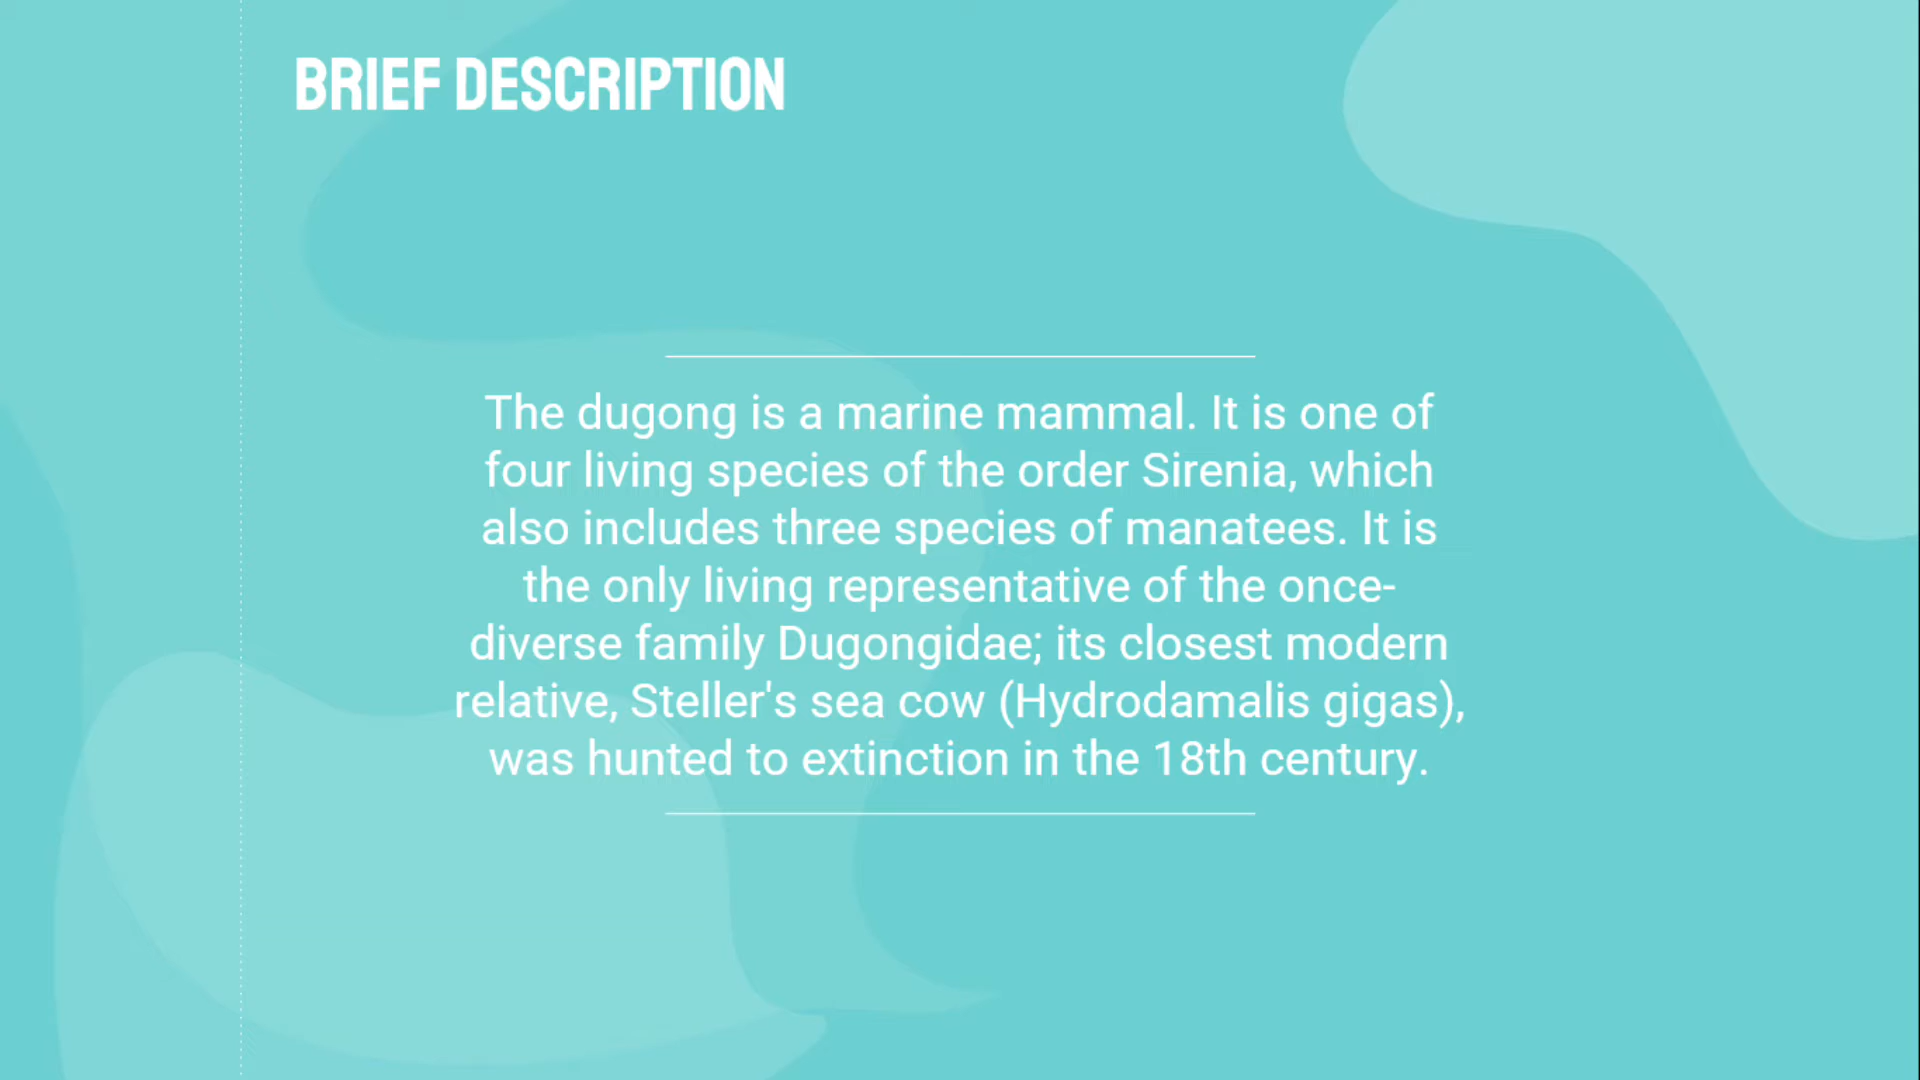 BRIEF DESCRIPTION
The dugong is a marine mammal. It is one of
four living species of the order Sirenia, which
also includes three species of manatees. It is
the only living representative of the once-
diverse family Dugongidae; its closest modern
relative, Steller's sea cow (Hydrodamalis gigas),
was hunted to extinction in the 18th century.